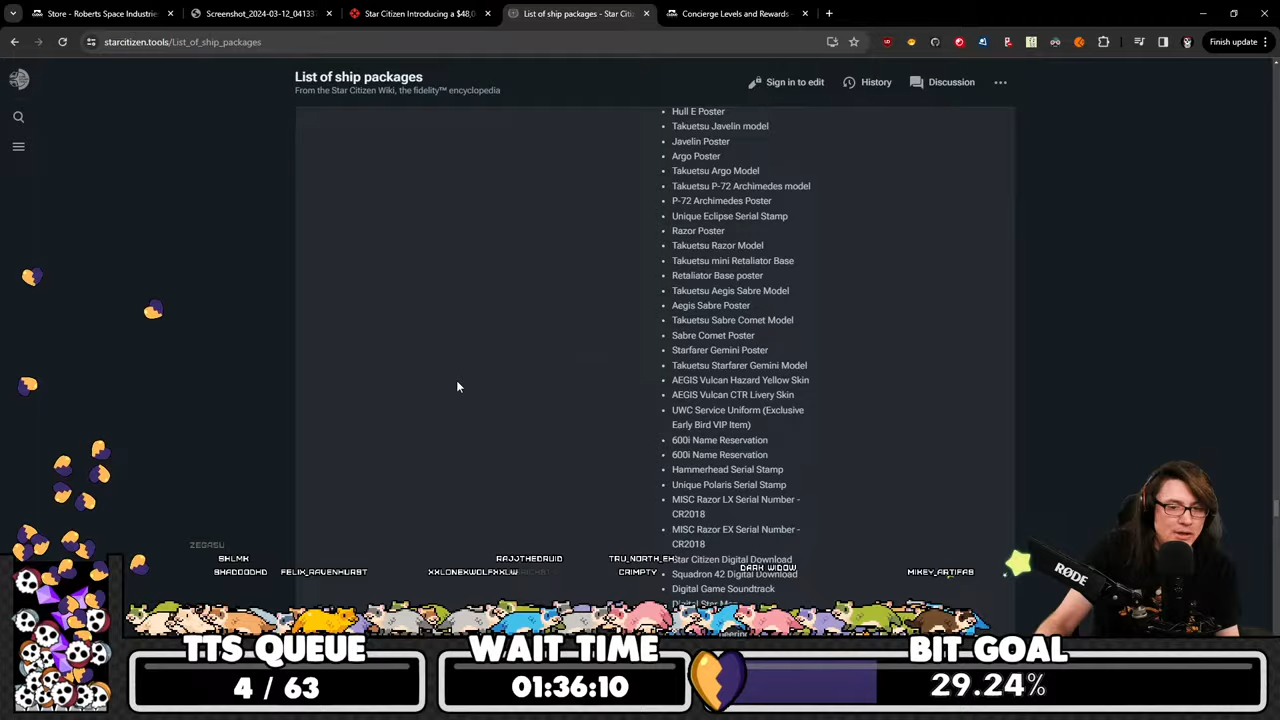 Store - Roberts Space Industrie
Screenshot_2024-03-12_04133
Star Citizen Introducing a $48,0
List of ship packages - Star Citi
Concierge Levels and Rewards -
starcitizen.tools/List_of_ship_packages
Finish update
List of ship packages
From the Star Citizen Wiki, the fidelity™ encyclopedia
Sign in to edit
History
Discussion
Hull E Poster
Takuetsu Javelin model
Javelin Poster
Argo Poster
Takuetsu Argo Model
Takuetsu P-72 Archimedes model
P-72 Archimedes Poster
Unique Eclipse Serial Stamp
Razor Poster
Takuetsu Razor Model
Takuetsu mini Retaliator Base
Retaliator Base poster
Takuetsu Aegis Sabre Model
Aegis Sabre Poster
Takuetsu Sabre Comet Model
Sabre Comet Poster
Starfarer Gemini Poster
Takuetsu Starfarer Gemini Model
AEGIS Vulcan Hazard Yellow Skin
AEGIS Vulcan CTR Livery Skin
UWC Service Uniform (Exclusive
Early Bird VIP Item)
600i Name Reservation
600i Name Reservation
Hammerhead Serial Stamp
Unique Polaris Serial Stamp
MISC Razor LX Serial Number -
CR2018
MISC Razor EX Serial Number -
CR2018
Star Citizen Digital Download
Squadron 42 Digital Download
Digital Game Soundtrack
ZEDASU
SKLMK
RAJJTHEDRUID
SHADOOHD
FELIX_RAVENHURST
XXLONEXWOLFXXLW
CRIMPTY
DARK WIDOW
MIKEY_ARTIFAB
RØDE
TTS QUEUE
4 / 63
WAIT TIME
01:36:10
BIT GOAL
29.24%